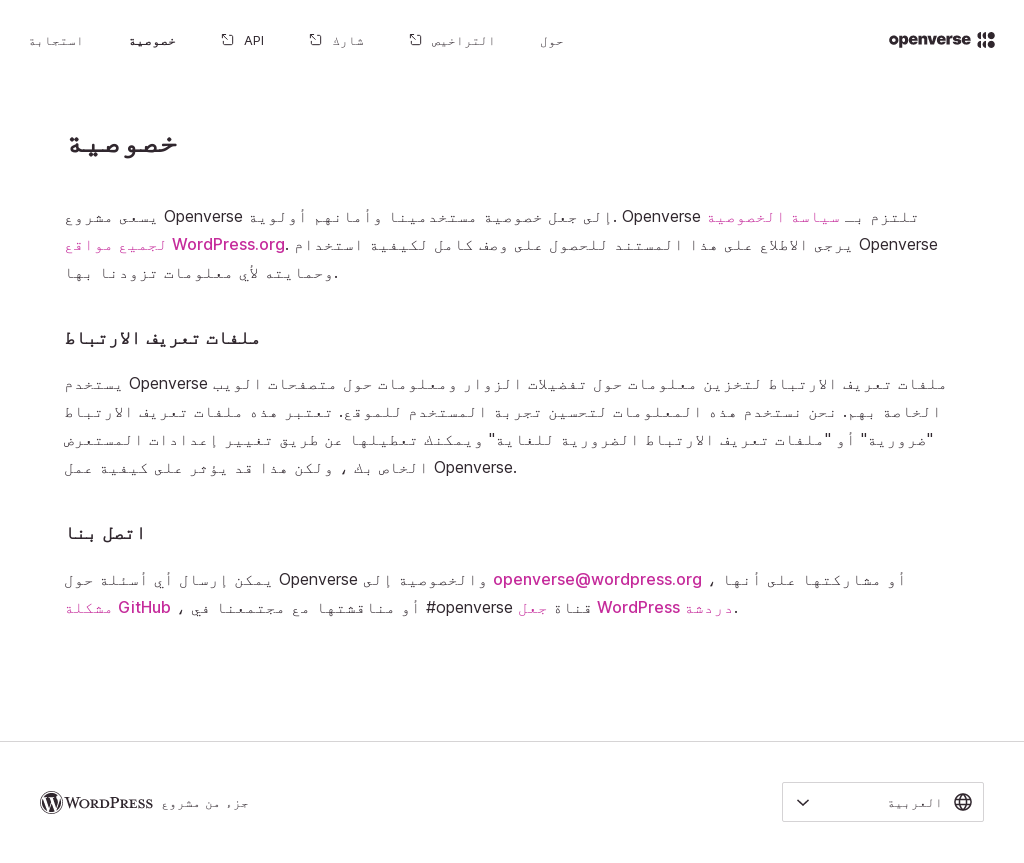 openverse
حول
التراخيص
شارك
API
خصوصية
استجابة
خصوصية
يسعى مشروع Openverse إلى جعل خصوصية مستخدمينا وأمانهم أولوية. Openverse تلتزم بـ سياسة الخصوصية
لجميع مواقع WordPress.org. يرجى الاطلاع على هذا المستند للحصول على وصف كامل لكيفية استخدام Openverse
وحمايته لأي معلومات تزودنا بها.
ملفات تعريف الارتباط
يستخدم Openverse ملفات تعريف الارتباط لتخزين معلومات حول تفضيلات الزوار ومعلومات حول متصفحات الويب
الخاصة بهم. نحن نستخدم هذه المعلومات لتحسين تجربة المستخدم للموقع. تعتبر هذه ملفات تعريف الارتباط
"ضرورية" أو "ملفات تعريف الارتباط الضرورية للغاية" ويمكنك تعطيلها عن طريق تغيير إعدادات المستعرض
الخاص بك ، ولكن هذا قد يؤثر على كيفية عمل Openverse.
اتصل بنا
يمكن إرسال أي أسئلة حول Openverse والخصوصية إلى openverse@wordpress.org ، أو مشاركتها على أنها
مشكلة GitHub ، أو مناقشتها مع مجتمعنا في #openverse قناة جعل WordPress دردشة.
العربية
جزء من مشروع WORDPRESS